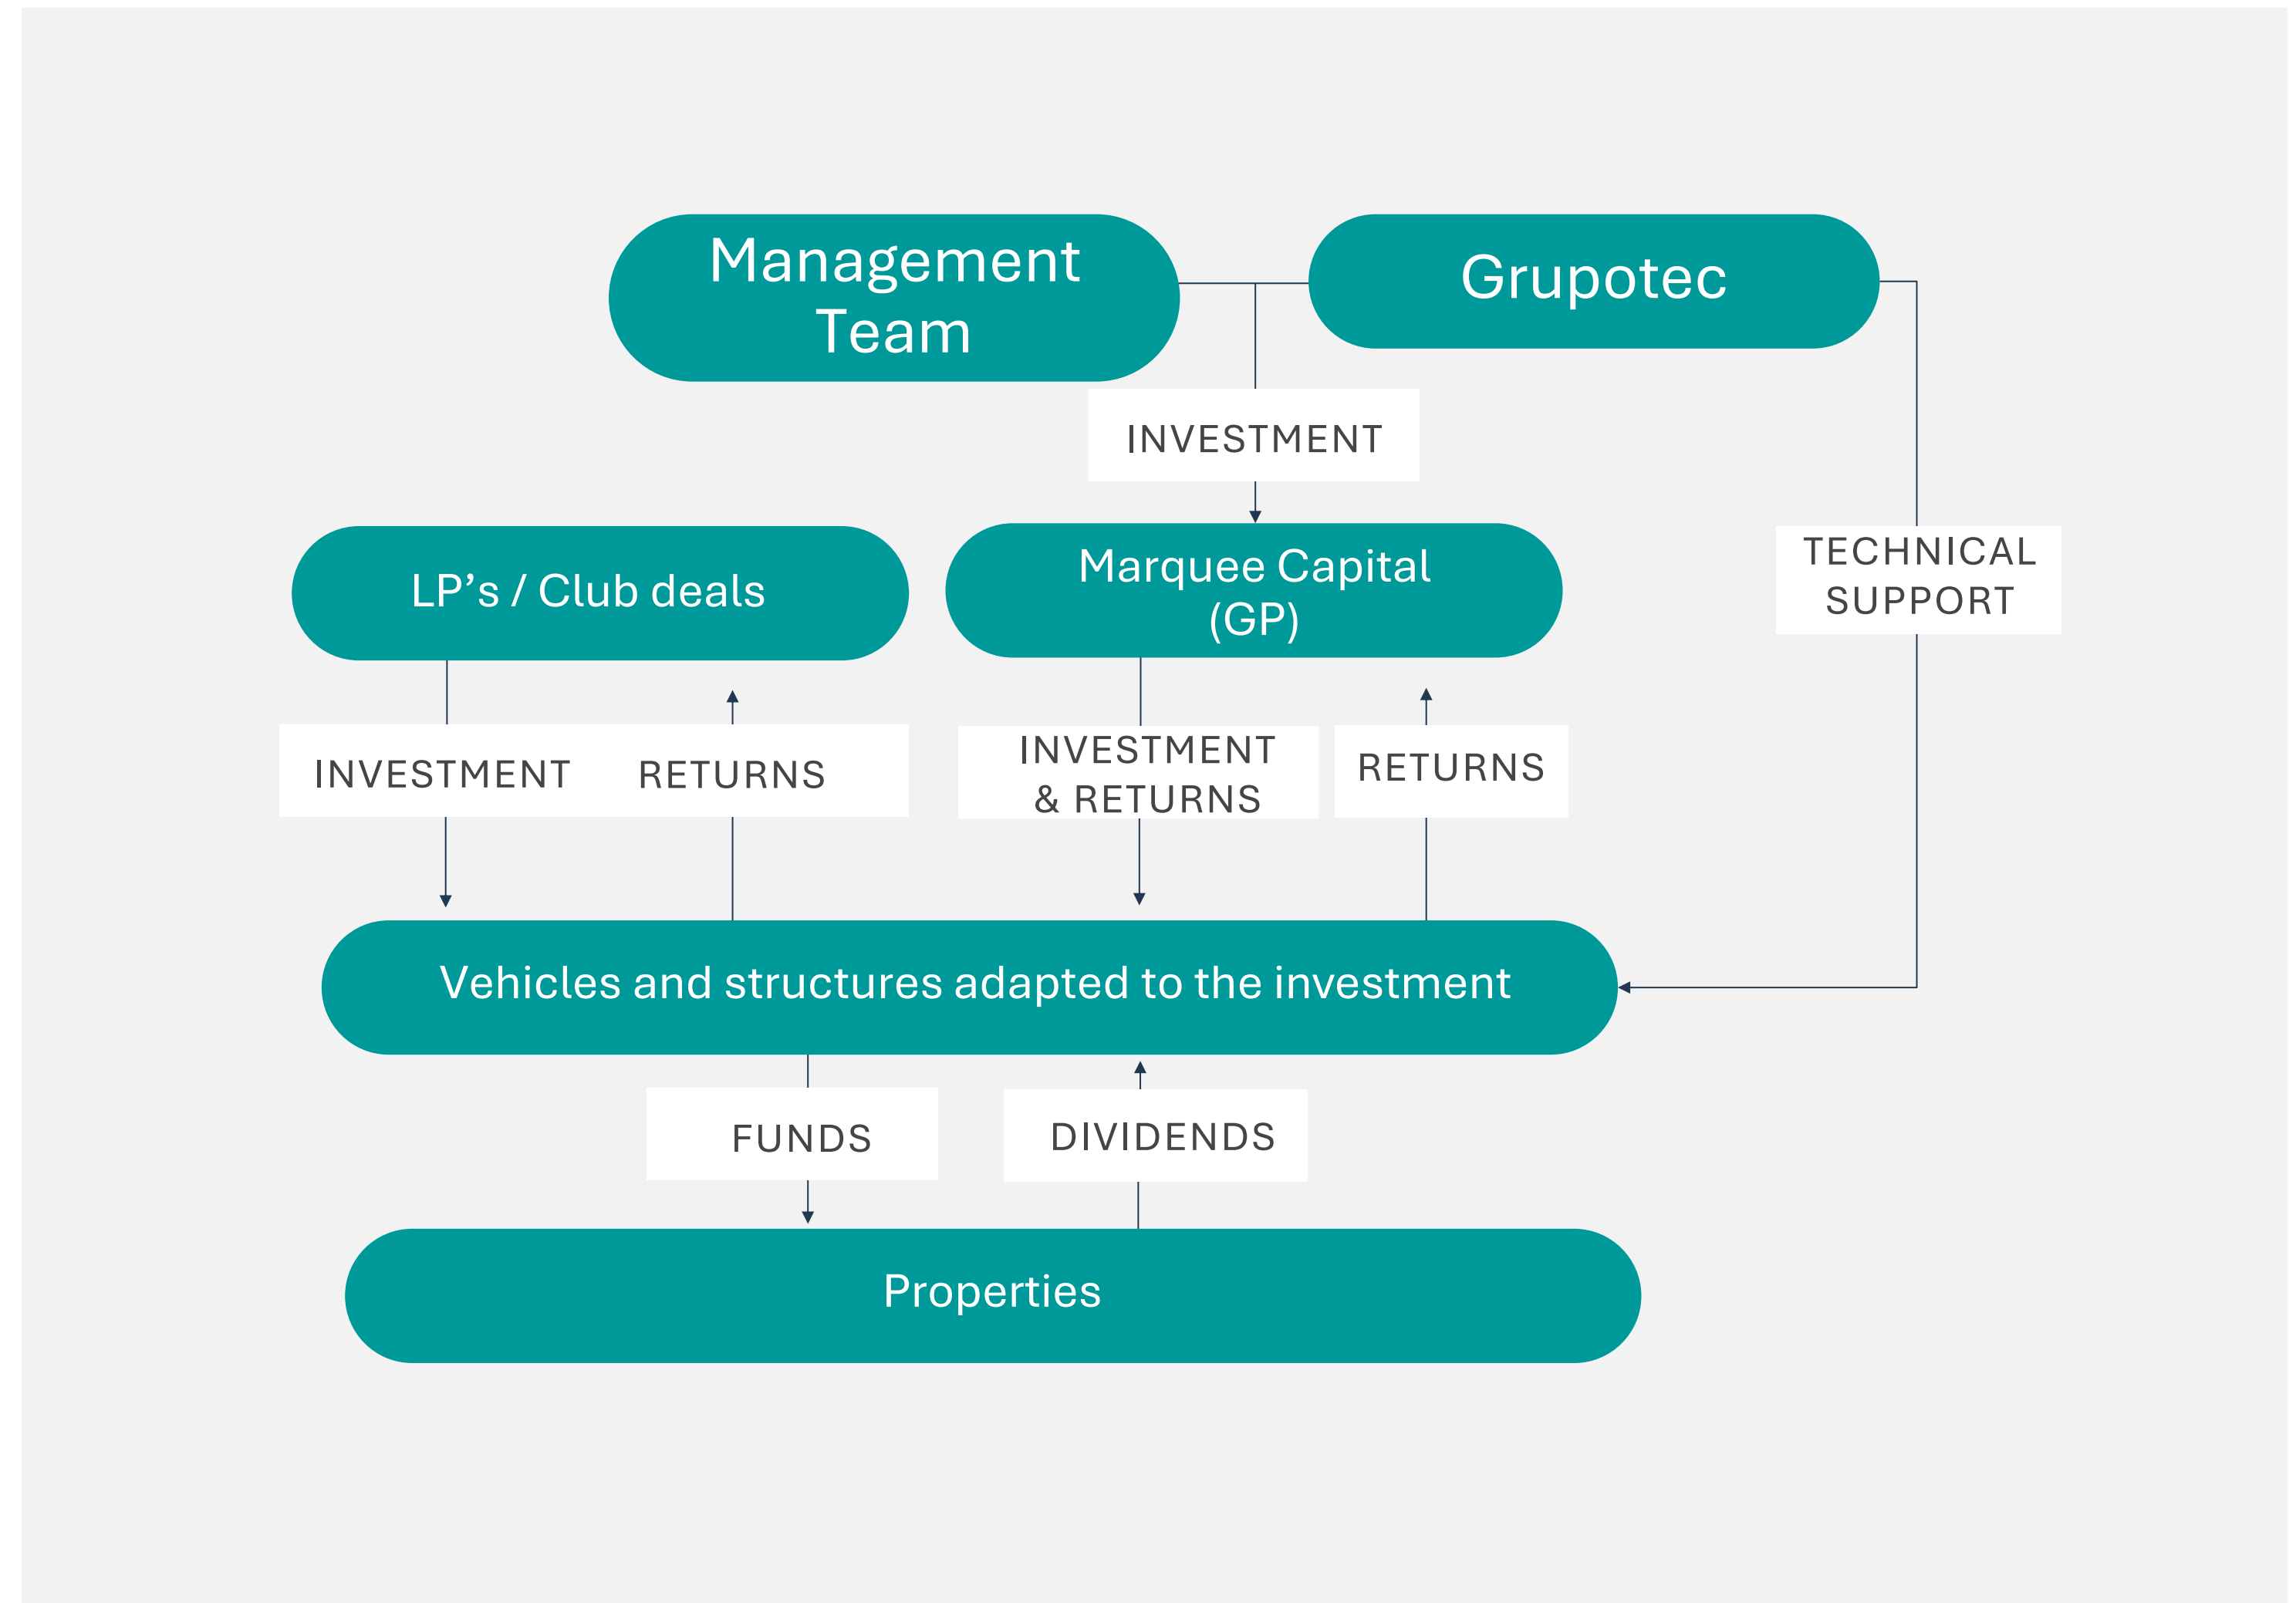 Management
Team
Grupotec
INVESTMENT
LP’s / Club deals
Marquee Capital
(GP)
TECHNICAL
SUPPORT
INVESTMENT
RETURNS
INVESTMENT
& RETURNS
RETURNS
Vehicles and structures adapted to the investment
FUNDS
DIVIDENDS
Properties